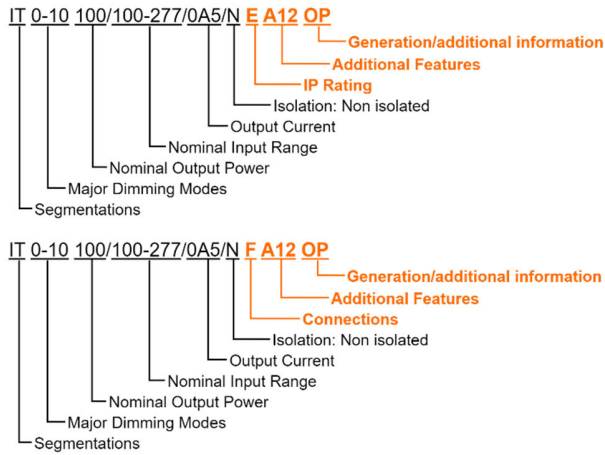 IT 0-10 100/100-277/0A5/N E A12 OP
Generation/additional information
Additional Features
IP Rating
Isolation: Non isolated
Output Current
Nominal Input Range
Nominal Output Power
Major Dimming Modes
Segmentations
IT 0-10 100/100-277/0A5/N F A12 OP
Generation/additional information
Additional Features
Connections
Isolation: Non isolated
Output Current
Nominal Input Range
Nominal Output Power
Major Dimming Modes
Segmentations